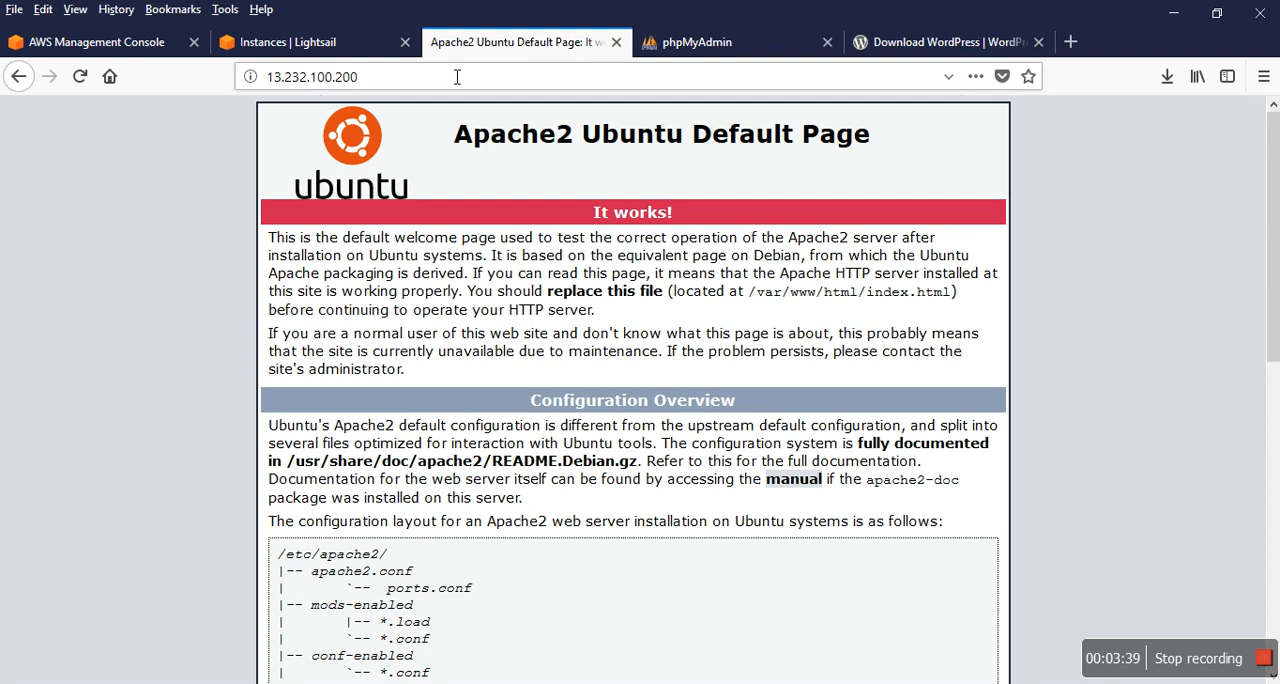 File Edit View History Bookmarks Tools Help
AWS Management Console
Instances | Lightsail
Apache2 Ubuntu Default Page: It w
phpMyAdmin
Download WordPress | WordPr
13.232.100.200
Apache2 Ubuntu Default Page
ubuntu
It works!
This is the default welcome page used to test the correct operation of the Apache2 server after
installation on Ubuntu systems. It is based on the equivalent page on Debian, from which the Ubuntu
Apache packaging is derived. If you can read this page, it means that the Apache HTTP server installed at
this site is working properly. You should replace this file (located at /var/www/html/index.html)
before continuing to operate your HTTP server.
If you are a normal user of this web site and don't know what this page is about, this probably means
that the site is currently unavailable due to maintenance. If the problem persists, please contact the
site's administrator.
Configuration Overview
Ubuntu's Apache2 default configuration is different from the upstream default configuration, and split into
several files optimized for interaction with Ubuntu tools. The configuration system is fully documented
in /usr/share/doc/apache2/README.Debian.gz. Refer to this for the full documentation.
Documentation for the web server itself can be found by accessing the manual if the apache2-doc
package was installed on this server.
The configuration layout for an Apache2 web server installation on Ubuntu systems is as follows:
/etc/apache2/
|-- apache2.conf
|       `--  ports.conf
|-- mods-enabled
|       |-- *.load
|       `-- *.conf
|-- conf-enabled
|       `-- *.conf
00:03:39 Stop recording